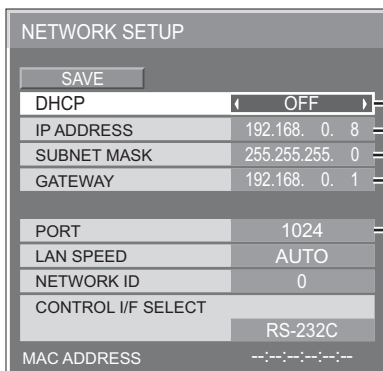 NETWORK SETUP
SAVE
DHCP OFF
IP ADDRESS 192.168. 0. 8
SUBNET MASK 255.255.255. 0
GATEWAY 192.168. 0. 1
PORT 1024
LAN SPEED AUTO
NETWORK ID 0
CONTROL I/F SELECT
RS-232C
MAC ADDRESS --:--:--:--:--:--